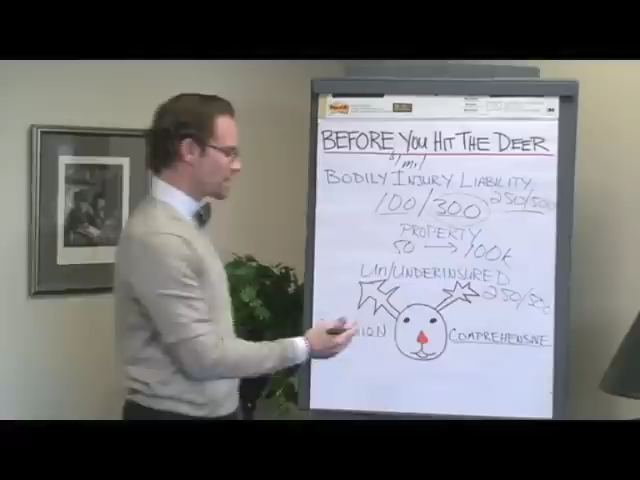 BEFORE YOU HIT THE DEER
BODILY INJURY LIABILITY
100/300 250/500
PROPERTY
50 → 100K
UN/UNDERINSURED
250/500
ION COMPREHENSIVE